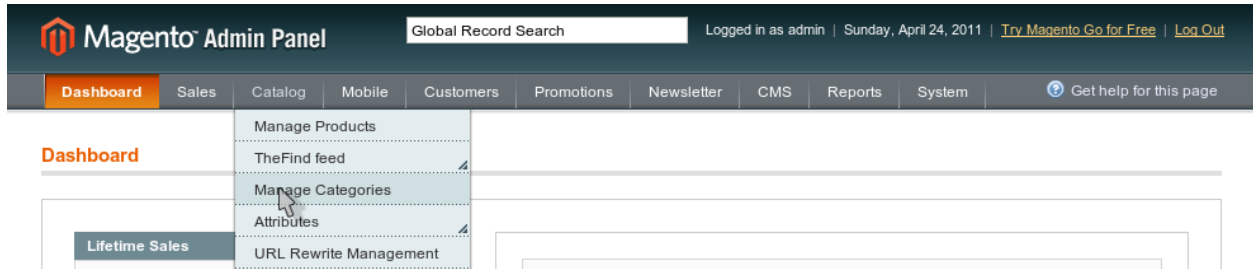 Magento™ Admin Panel
Global Record Search
Logged in as admin | Sunday, April 24, 2011 | Try Magento Go for Free | Log Out
Dashboard Sales Catalog Mobile Customers Promotions Newsletter CMS Reports System Get help for this page
Manage Products
Dashboard
TheFind feed
Manage Categories
Attributes
Lifetime Sales
URL Rewrite Management